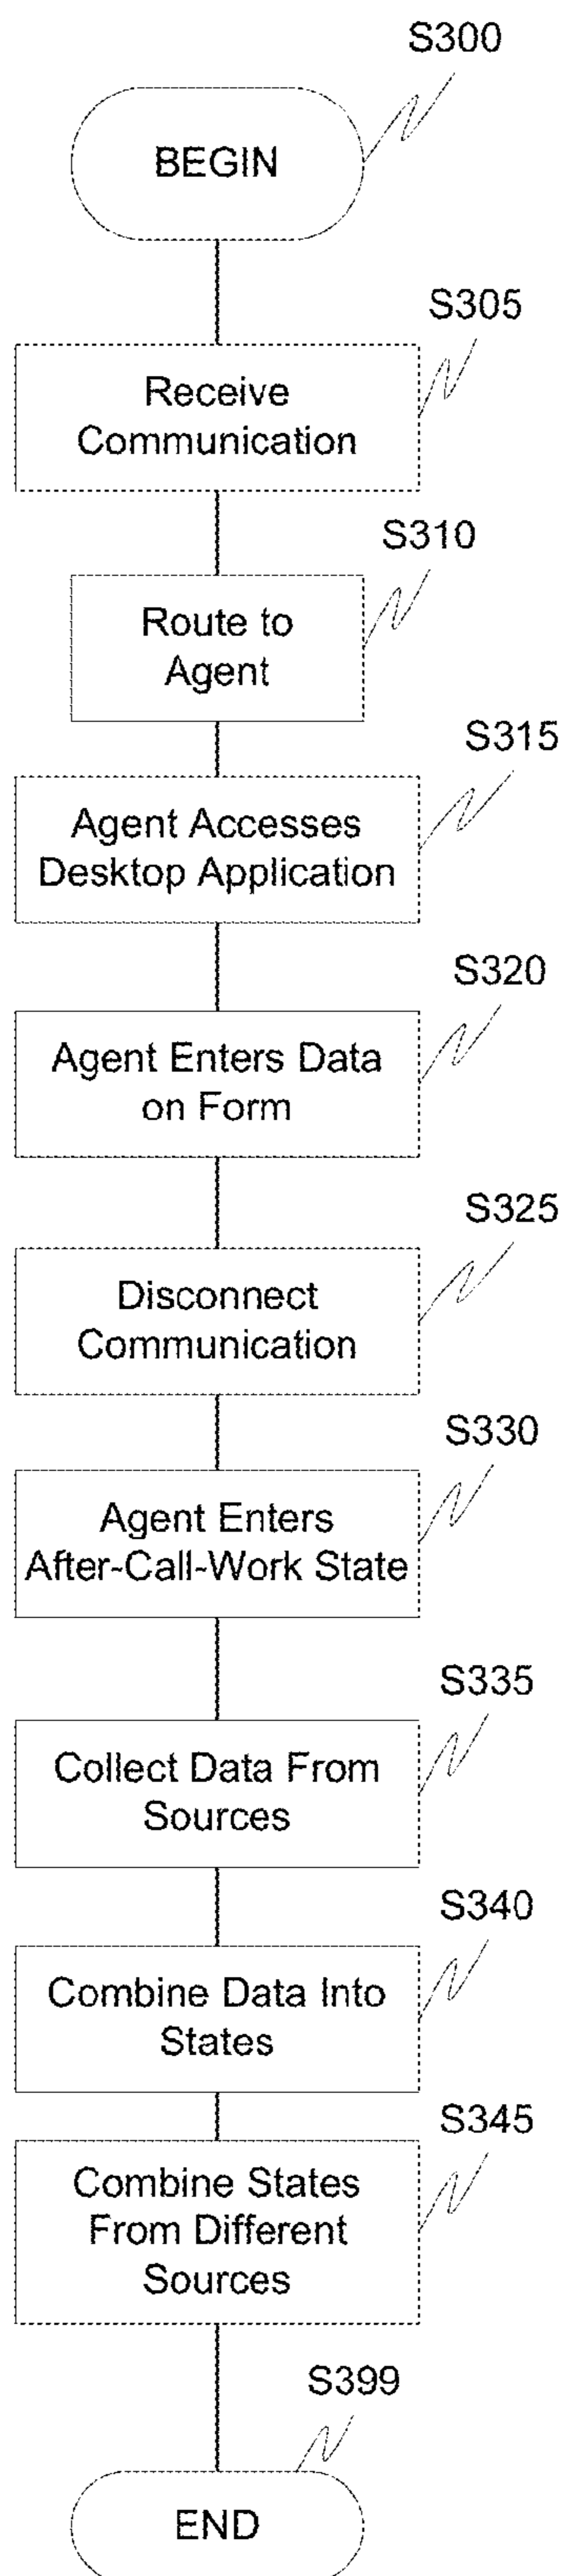 S300
BEGIN
S305
Receive
Communication
S310
Route to
Agent
S315
Agent Accesses
Desktop Application
S320
Agent Enters Data
on Form
S325
Disconnect
Communication
S330
Agent Enters
After-Call-Work State
S335
Collect Data From
Sources
S340
Combine Data Into
States
S345
Combine States
From Different
Sources
S399
END